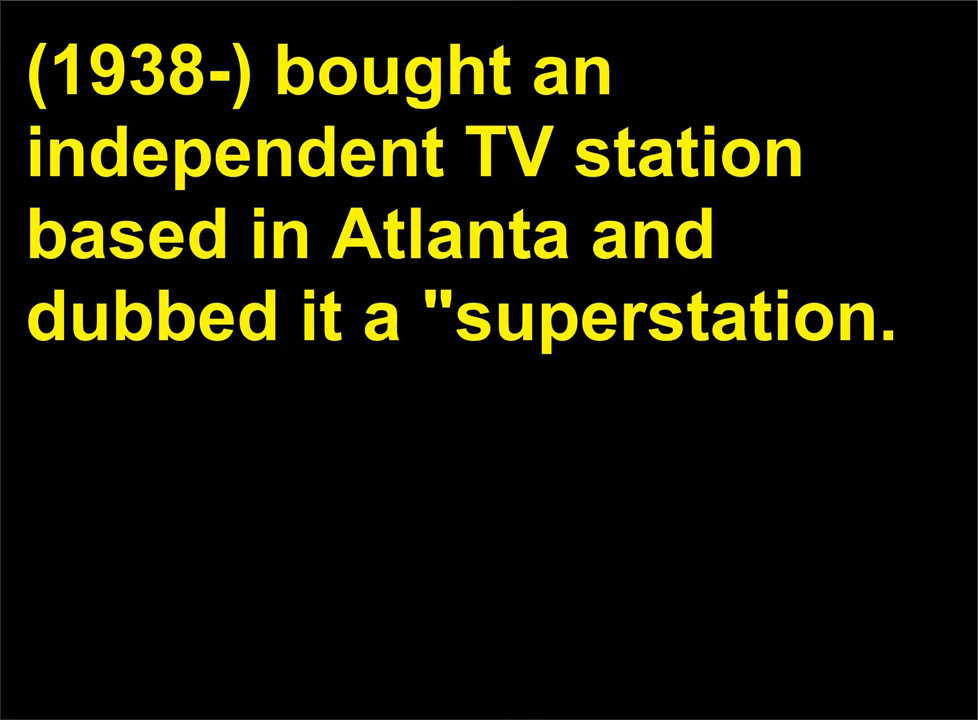 (1938-) bought an
independent TV station
based in Atlanta and
dubbed it a "superstation.